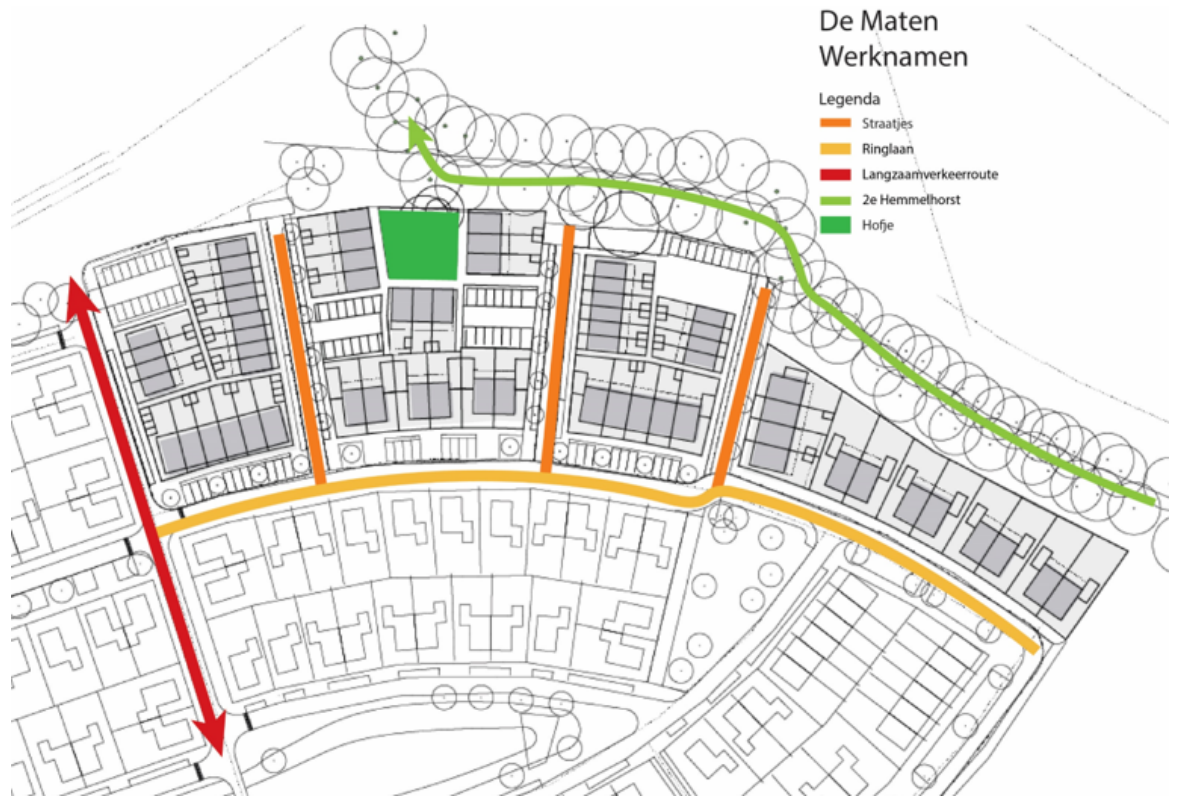 De Maten
Werknamen
Legenda
Straatjes
Ringlaan
Langzaamverkeerroute
2e Hemmelhorst
Hofje